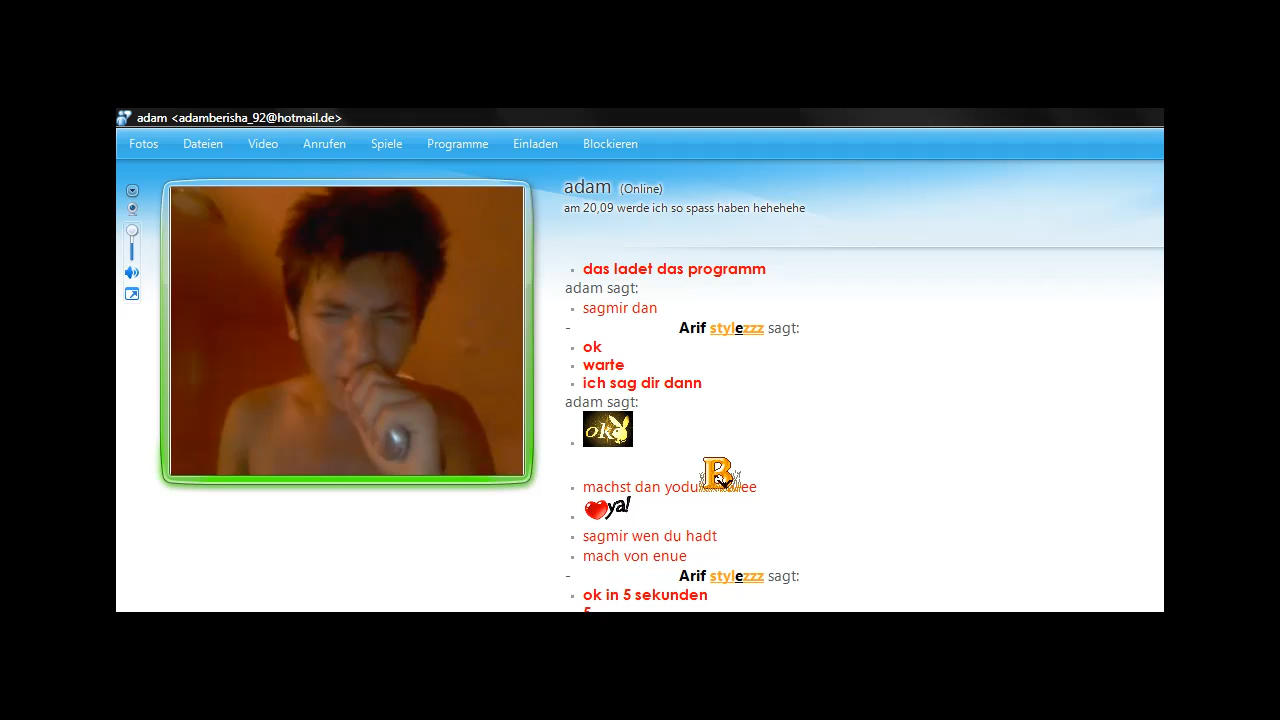 adam <adamberisha_92@hotmail.de>
Fotos Dateien Video Anrufen Spiele Programme Einladen Blockieren
adam (Online)
am 20,09 werde ich so spass haben hehehehe
das ladet das programm
adam sagt:
sagmir dan
- Arif stylezzz sagt:
ok
warte
ich sag dir dann
adam sagt:
machst dan
ya!
sagmir wen du hadt
mach von enue
- Arif stylezzz sagt:
ok in 5 sekunden